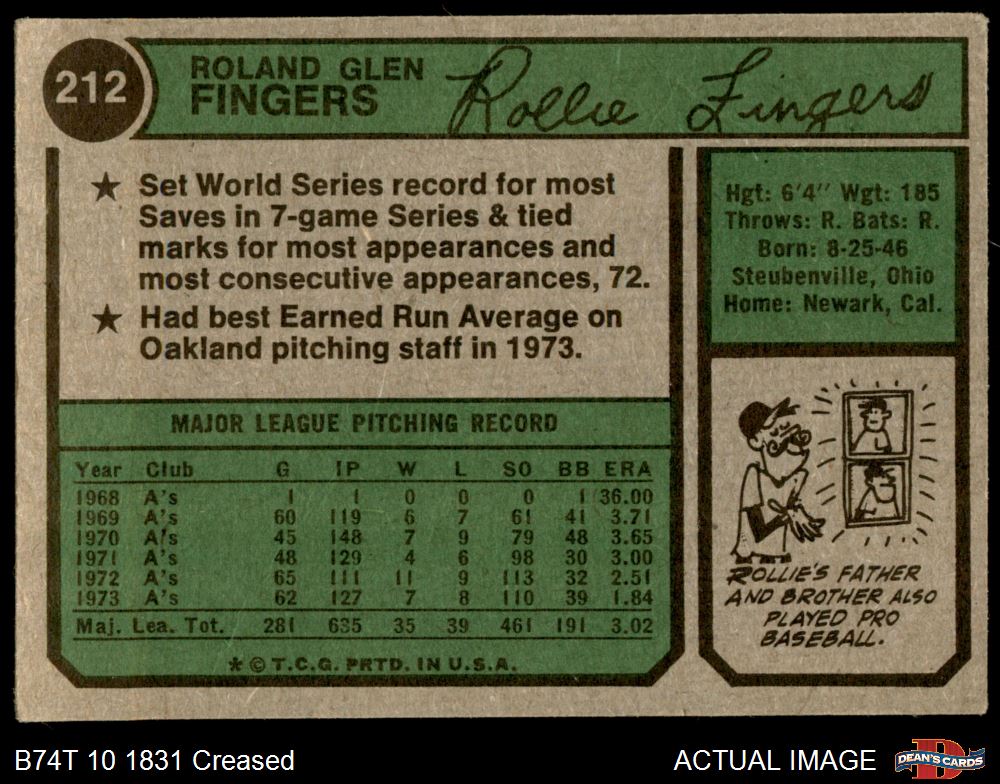 212
ROLAND GLEN
FINGERS
Rollie Fingers
★ Set World Series record for most
Saves in 7-game Series & tied
marks for most appearances and
most consecutive appearances, 72.
★ Had best Earned Run Average on
Oakland pitching staff in 1973.
Hgt: 6'4" Wgt: 185
Throws: R. Bats: R.
Born: 8-25-46
Steubenville, Ohio
Home: Newark, Cal.
MAJOR LEAGUE PITCHING RECORD
Year Club G IP W L SO BB ERA
1968 A's 1 1 0 0 0 1 36.00
1969 A's 60 119 6 7 61 41 3.71
1970 A's 45 148 7 9 79 48 3.65
1971 A's 48 129 4 6 98 30 3.00
1972 A's 65 111 11 9 113 32 2.51
1973 A's 62 127 7 8 110 39 1.84
Maj. Lea. Tot. 281 635 35 39 461 191 3.02
* © T.C.G. PRTD. IN U.S.A.
ROLLIE'S FATHER
AND BROTHER ALSO
PLAYED PRO
BASEBALL.
B74T 10 1831 Creased
ACTUAL IMAGE
D
DEAN'S CARDS